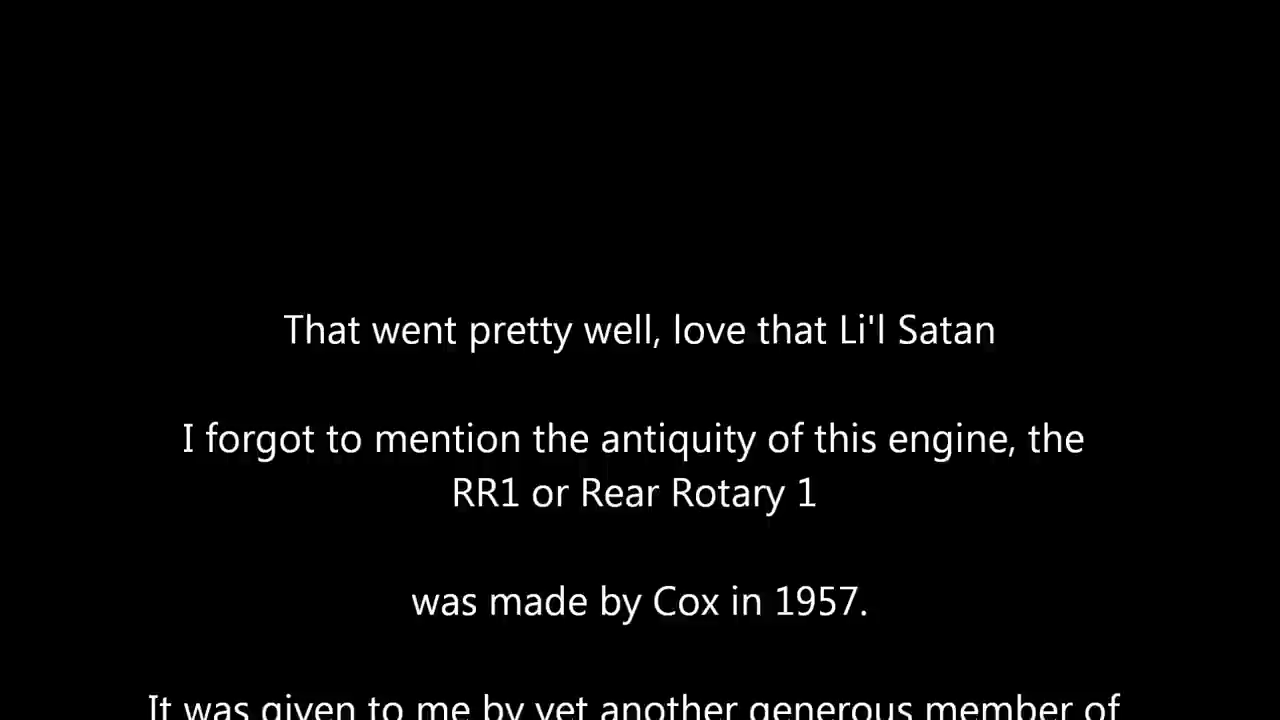 That went pretty well, love that Li'l Satan
I forgot to mention the antiquity of this engine, the
RR1 or Rear Rotary 1
was made by Cox in 1957.
It was given to me by yet another generous member of